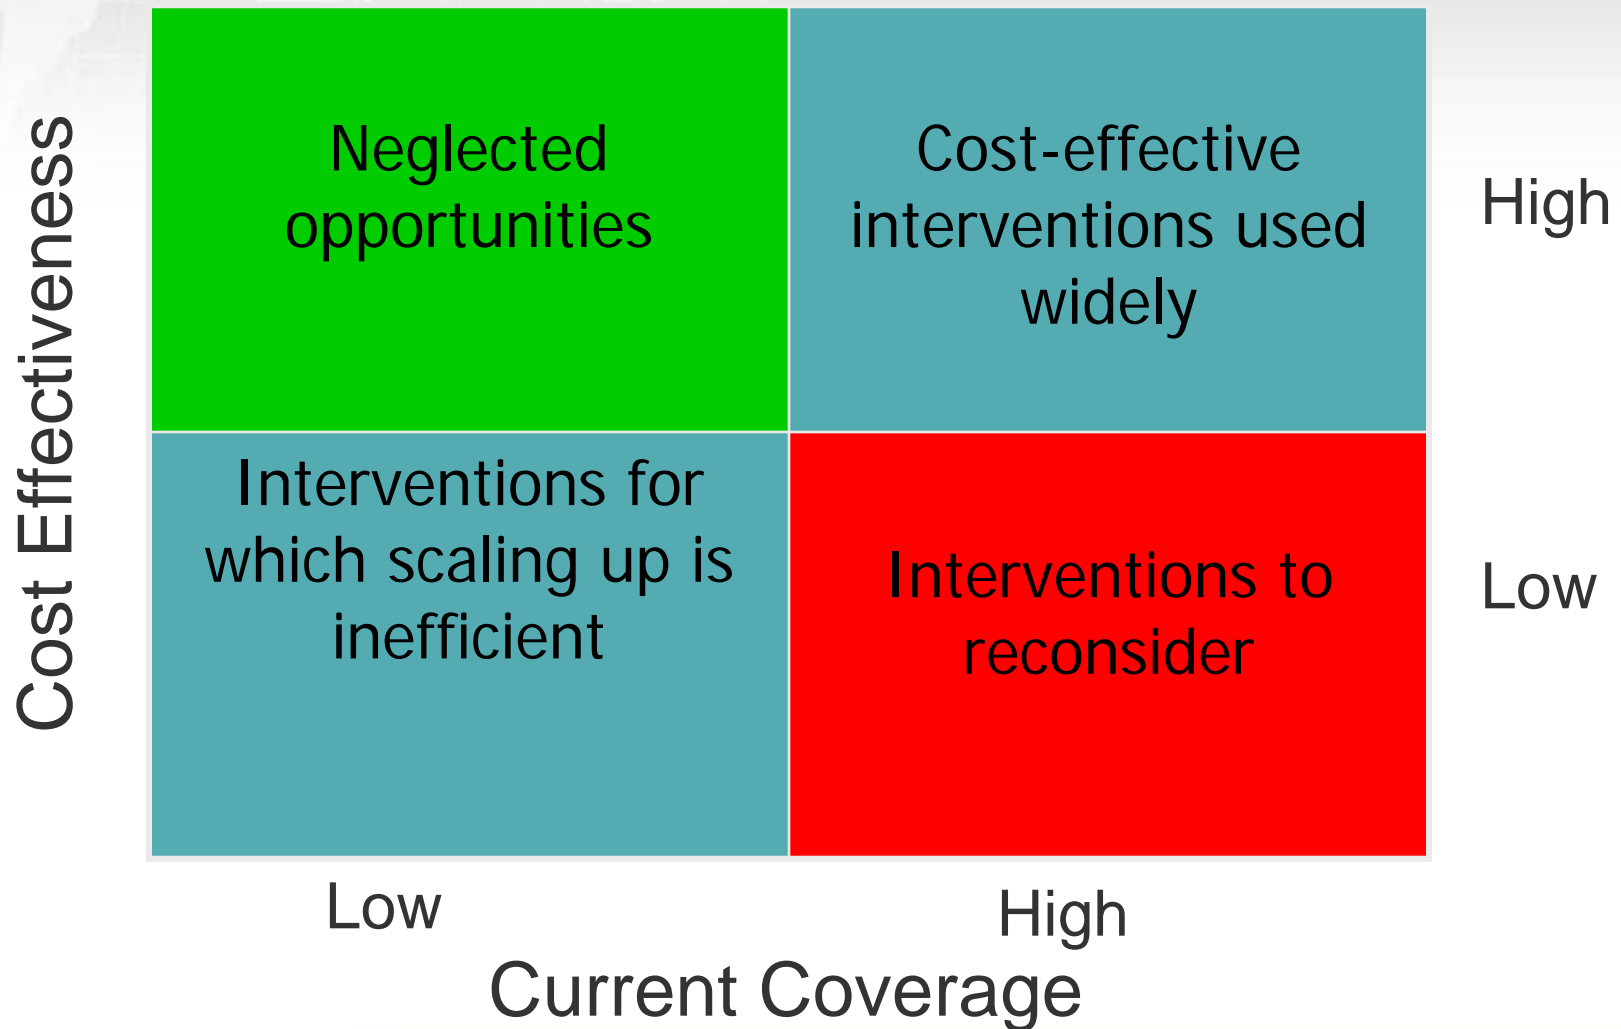 Cost Effectiveness
Neglected
opportunities
Cost-effective
interventions used
widely
High
Interventions for
which scaling up is
inefficient
Interventions to
reconsider
Low
Low
High
Current Coverage